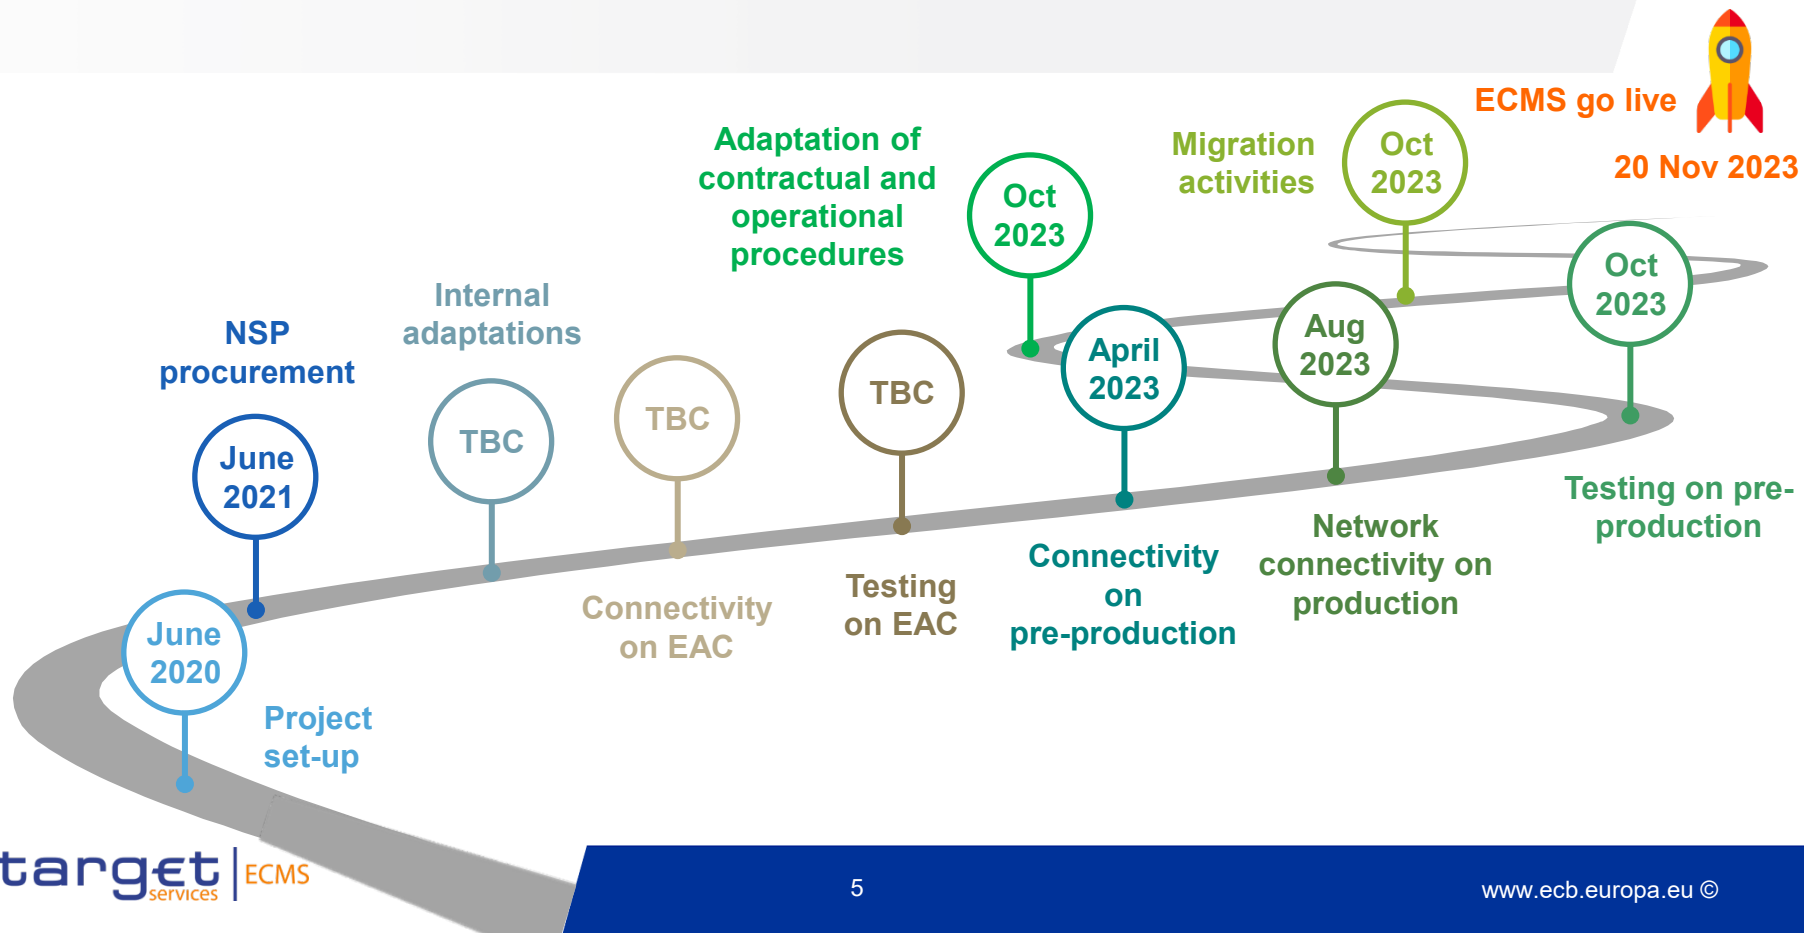 ECMS go live
20 Nov 2023
Migration
activities
Oct
2023
Adaptation of
contractual and
operational
procedures
Oct
2023
Oct
2023
Testing on pre-
production
Aug
2023
Network
connectivity on
production
April
2023
Connectivity
on
pre-production
TBC
Testing
on EAC
TBC
Connectivity
on EAC
Internal
adaptations
TBC
NSP
procurement
June
2021
June
2020
Project
set-up
target
services
ECMS
5
www.ecb.europa.eu ©